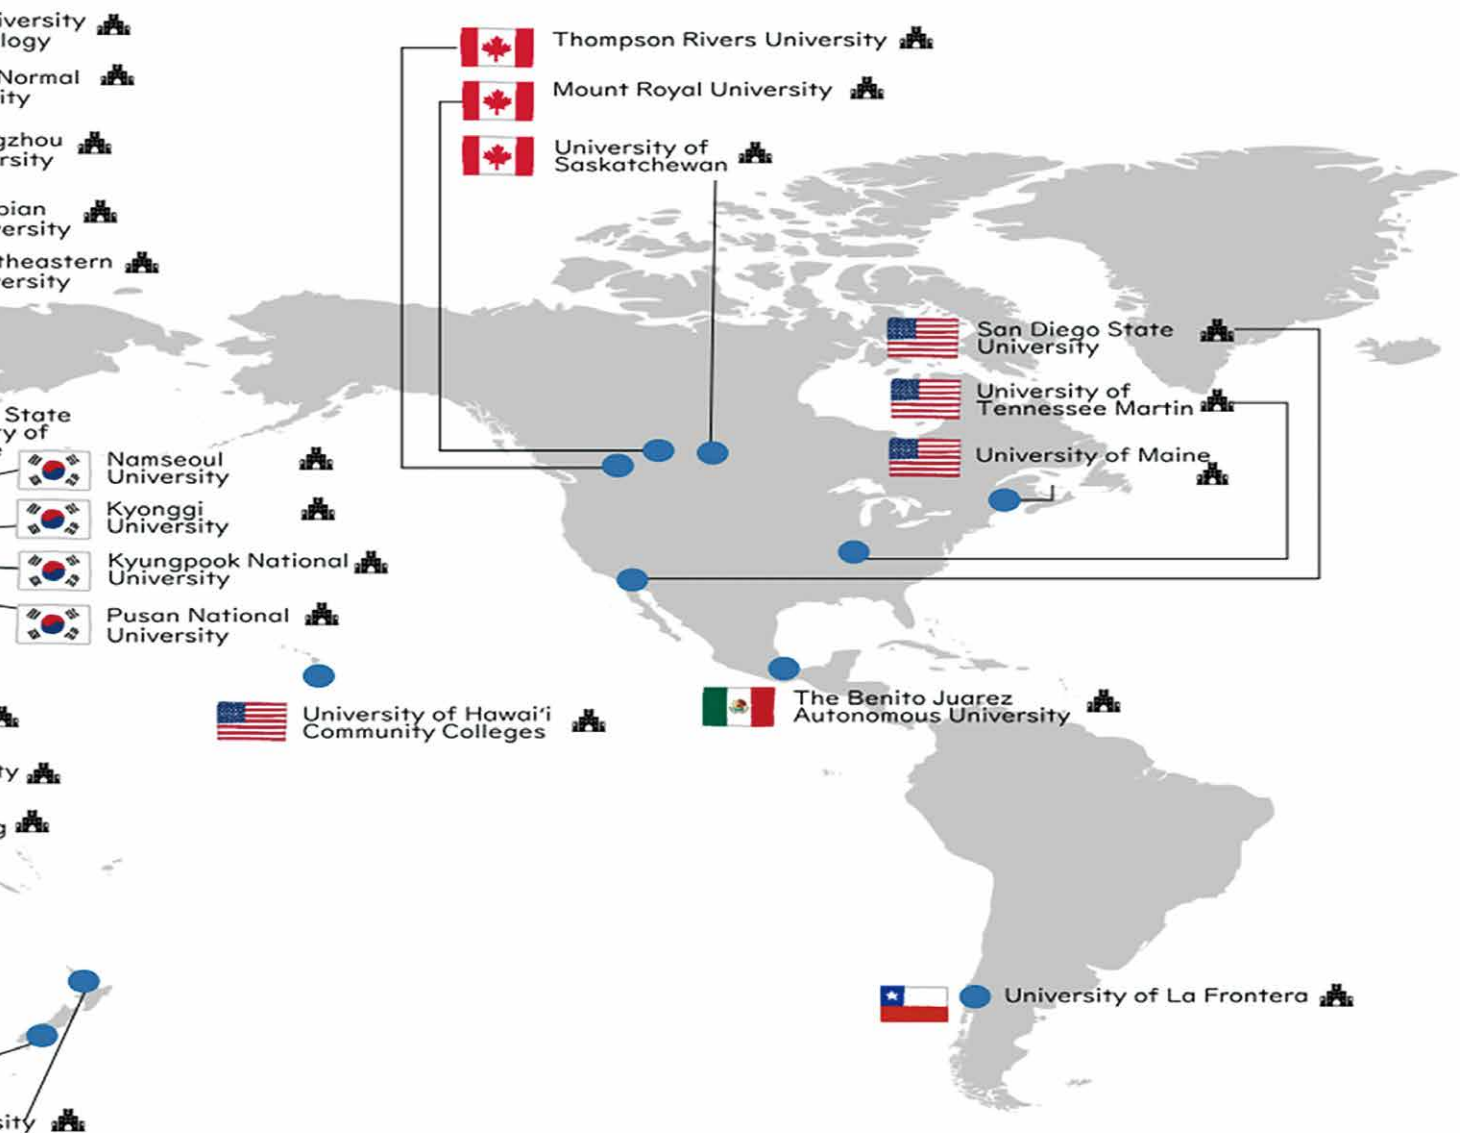 Thompson Rivers University
Mount Royal University
University of
Saskatchewan
Normal
State
San Diego State
University
University of
Tennessee Martin
University of Maine
Namseoul
University
Kyonggi
University
Kyungpook National
University
Pusan National
University
University of Hawai‘i
Community Colleges
The Benito Juarez
Autonomous University
University of La Frontera